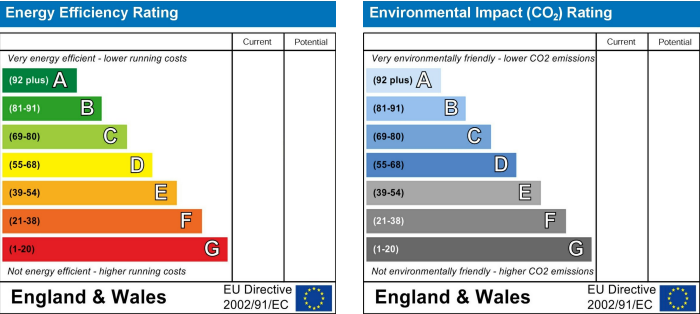 Energy Efficiency Rating
Current Potential
Very energy efficient - lower running costs
(92 plus) A
(81-91) B
(69-80) C
(55-68) D
(39-54) E
(21-38) F
(1-20) G
Not energy efficient - higher running costs
England & Wales
EU Directive
2002/91/EC
Environmental Impact (CO₂) Rating
Current Potential
Very environmentally friendly - lower CO2 emissions
(92 plus) A
(81-91) B
(69-80) C
(55-68) D
(39-54) E
(21-38) F
(1-20) G
Not environmentally friendly - higher CO2 emissions
England & Wales
EU Directive
2002/91/EC